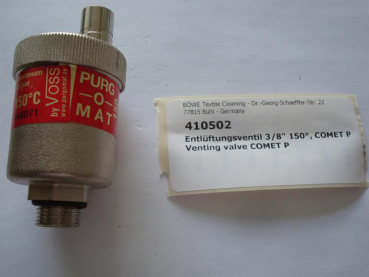 PURG
-O-
MAT
by VOSS
150°C
BÖWE Textile Cleaning - Dr.-Georg-Schaeffler-Str. 22
77815 Bühl - Germany
410502
Entlüftungsventil 3/8" 150°, COMET P
Venting valve COMET P